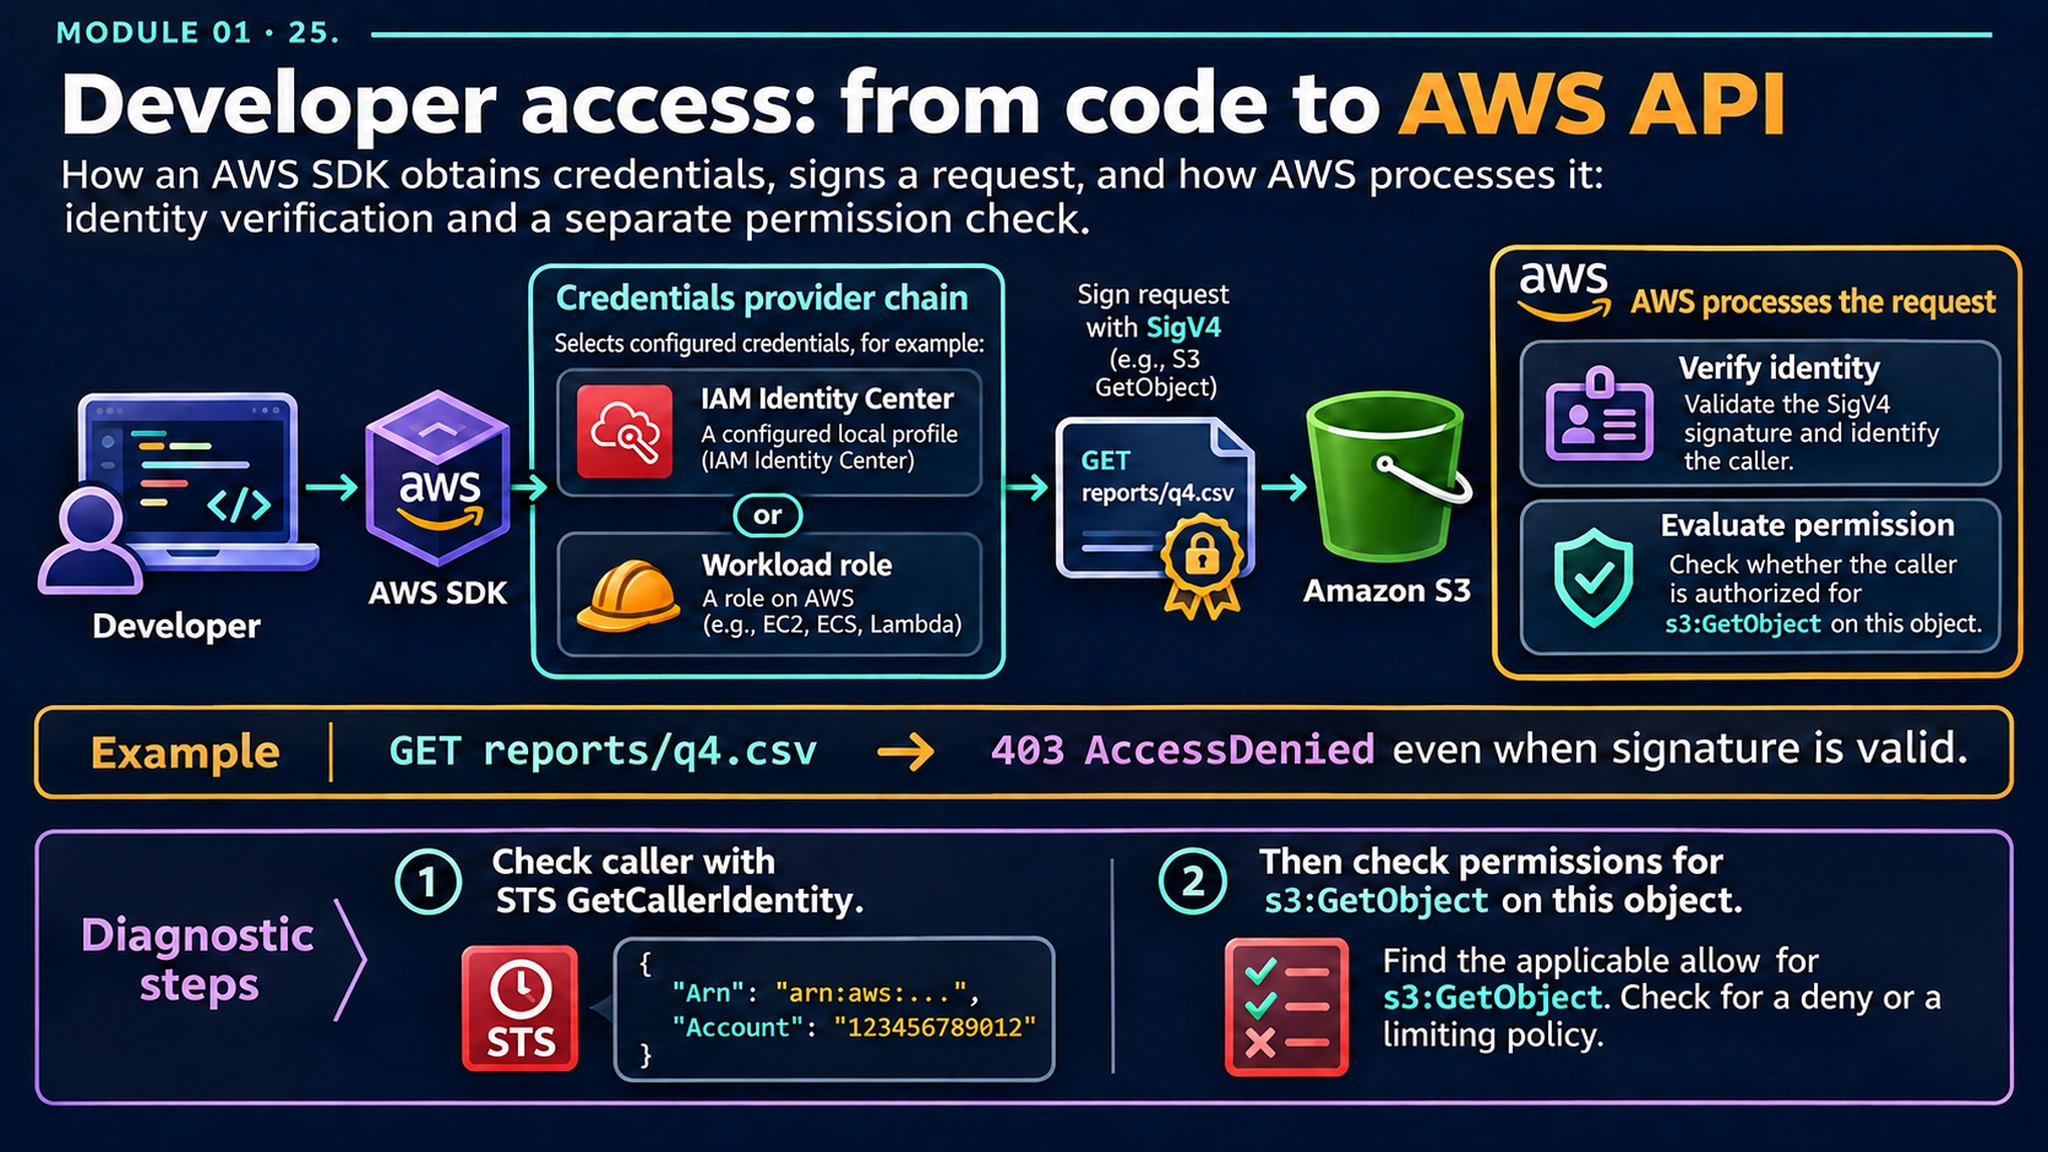 MODULE 01 · 25.
Developer access: from code to AWS API
How an AWS SDK obtains credentials, signs a request, and how AWS processes it:
identity verification and a separate permission check.
</>
Developer
aws
AWS SDK
Credentials provider chain
Selects configured credentials, for example:
IAM Identity Center
A configured local profile
(IAM Identity Center)
or
Workload role
A role on AWS
(e.g., EC2, ECS, Lambda)
Sign request
with SigV4
(e.g., S3
GetObject)
GET
reports/q4.csv
Amazon S3
aws
AWS processes the request
Verify identity
Validate the SigV4
signature and identify
the caller.
Evaluate permission
Check whether the caller
is authorized for
s3:GetObject on this object.
Example
GET reports/q4.csv
403 AccessDenied even when signature is valid.
Diagnostic
steps
1
Check caller with
STS GetCallerIdentity.
STS
{
"Arn": "arn:aws:...",
"Account": "123456789012"
}
2
Then check permissions for
s3:GetObject on this object.
Find the applicable allow for
s3:GetObject. Check for a deny or a
limiting policy.